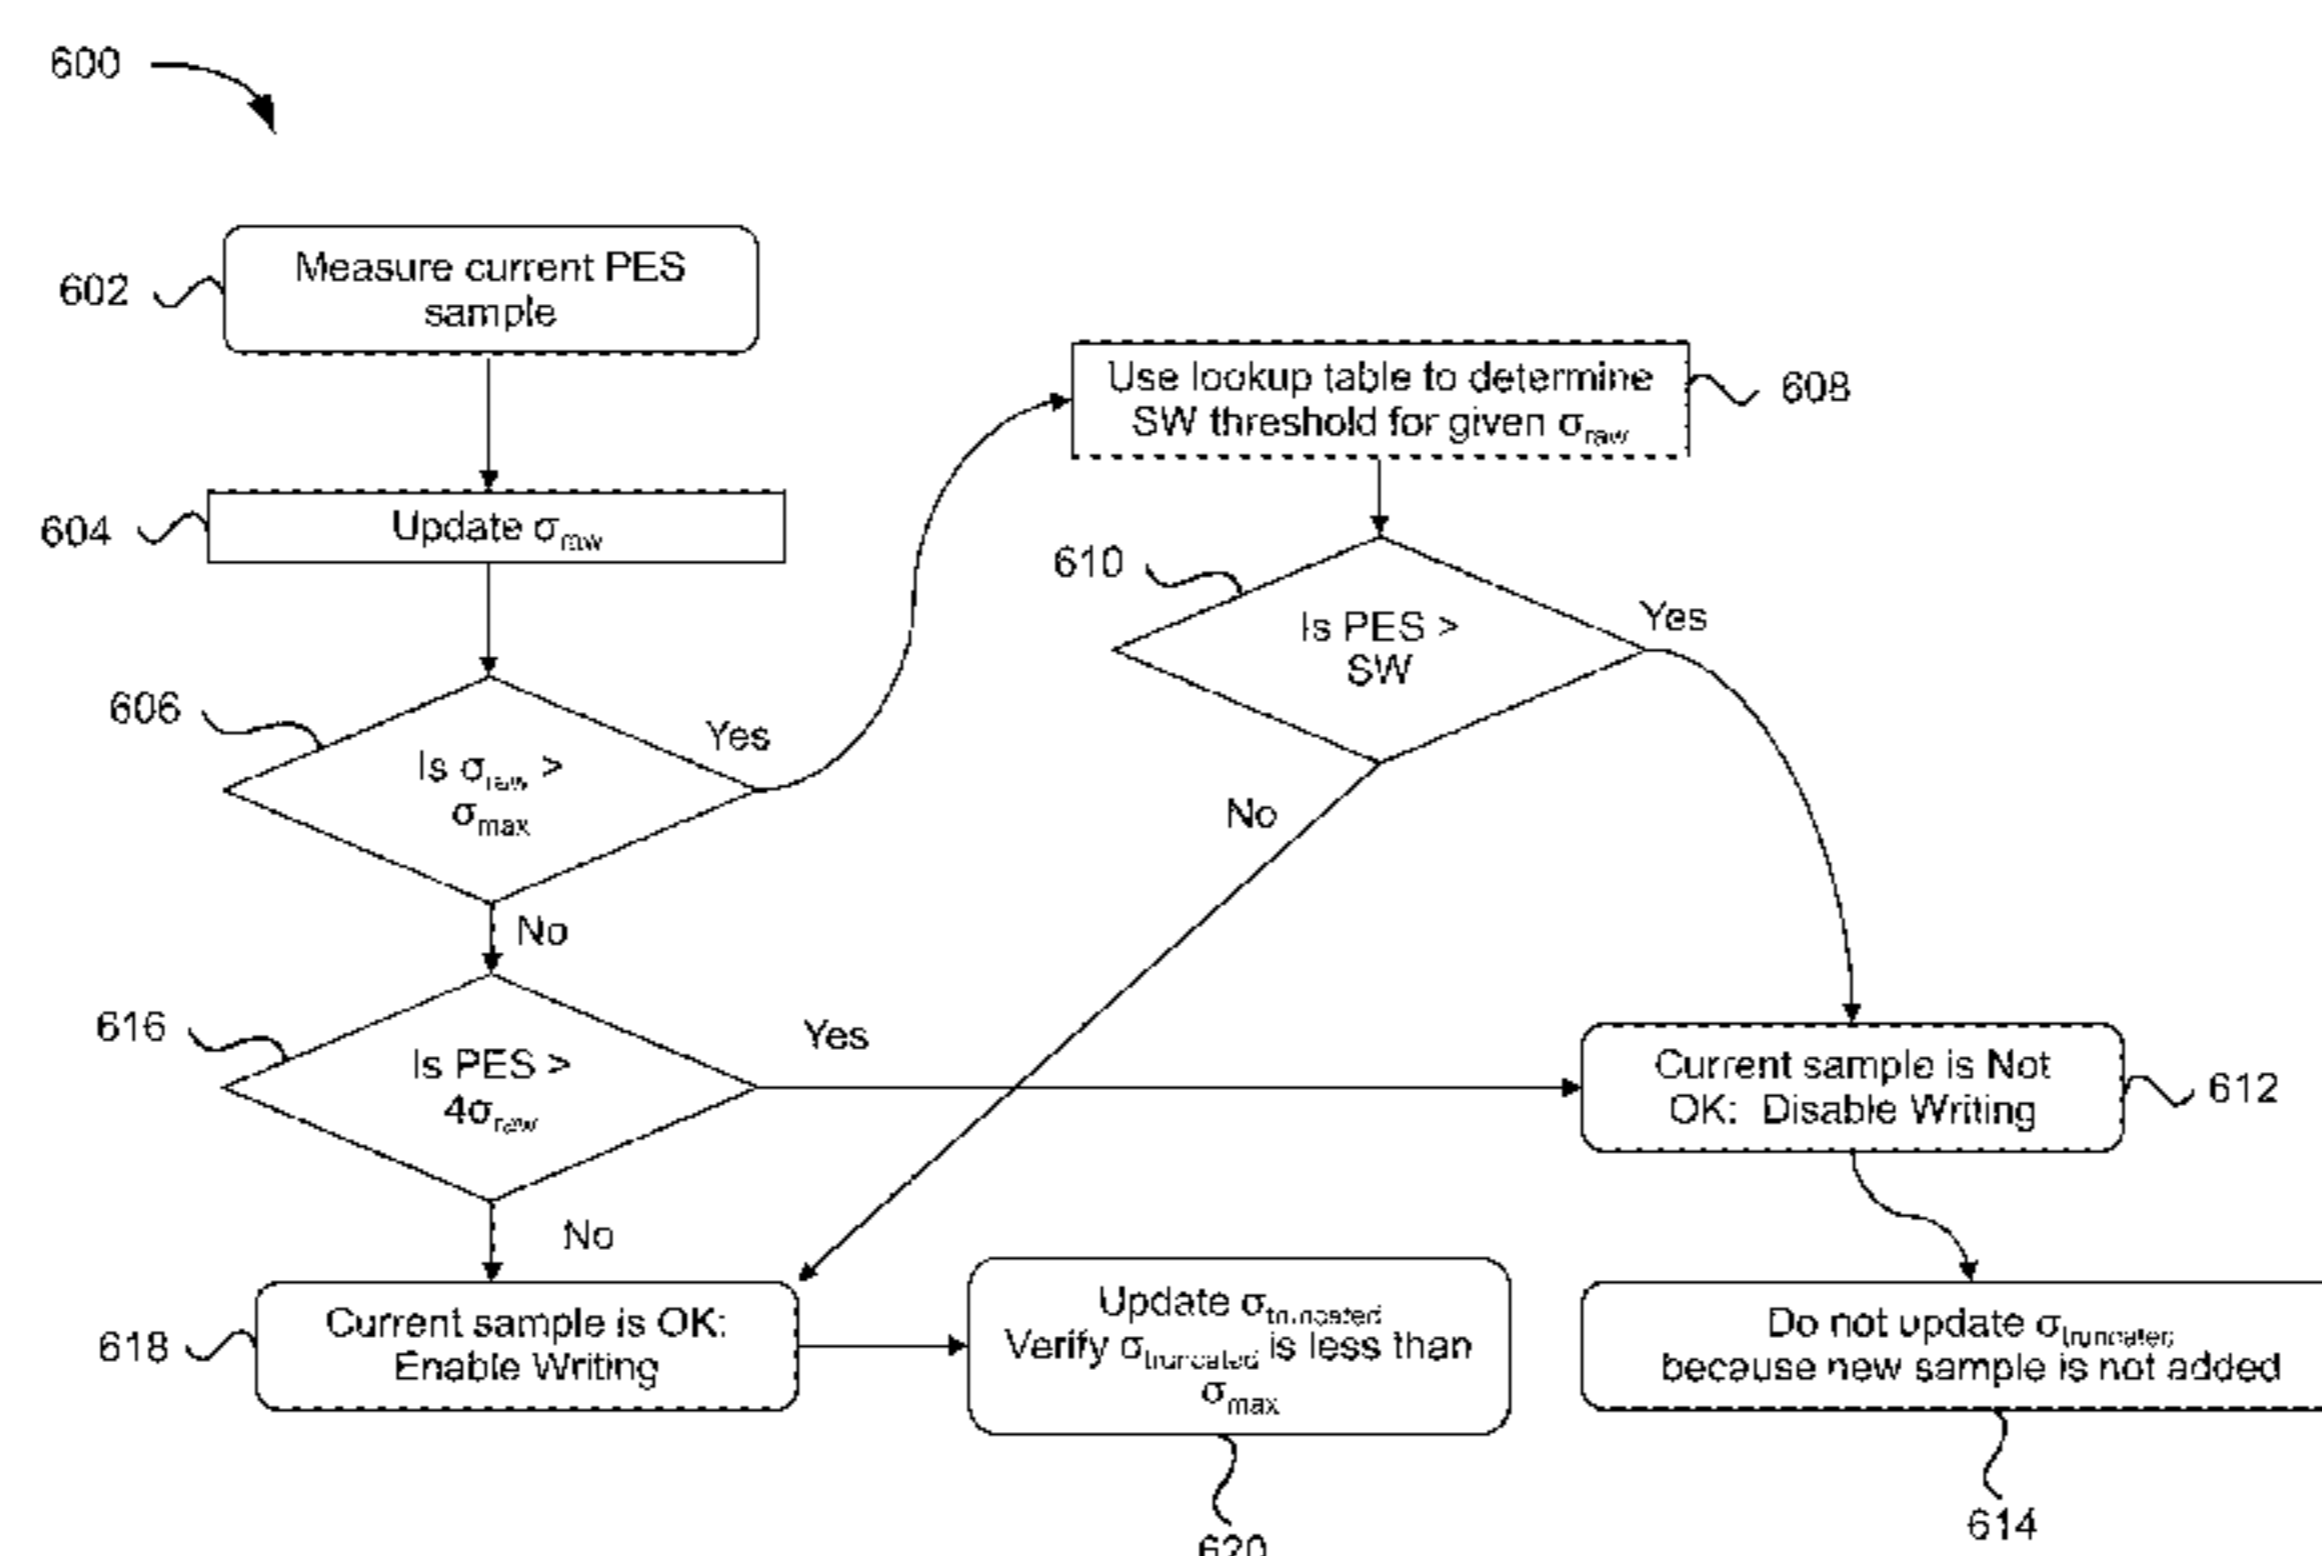 600
602
Measure current PES
sample
604
Update σraw
606
Is σraw >
σmax
Yes
No
608
Use lookup table to determine
SW threshold for given σraw
610
Is PES >
SW
Yes
No
616
Is PES >
4σraw
Yes
No
612
Current sample is Not
OK: Disable Writing
618
Current sample is OK:
Enable Writing
Update σtruncated
Verify σtruncated is less than
σmax
620
Do not update σtruncated
because new sample is not added
614